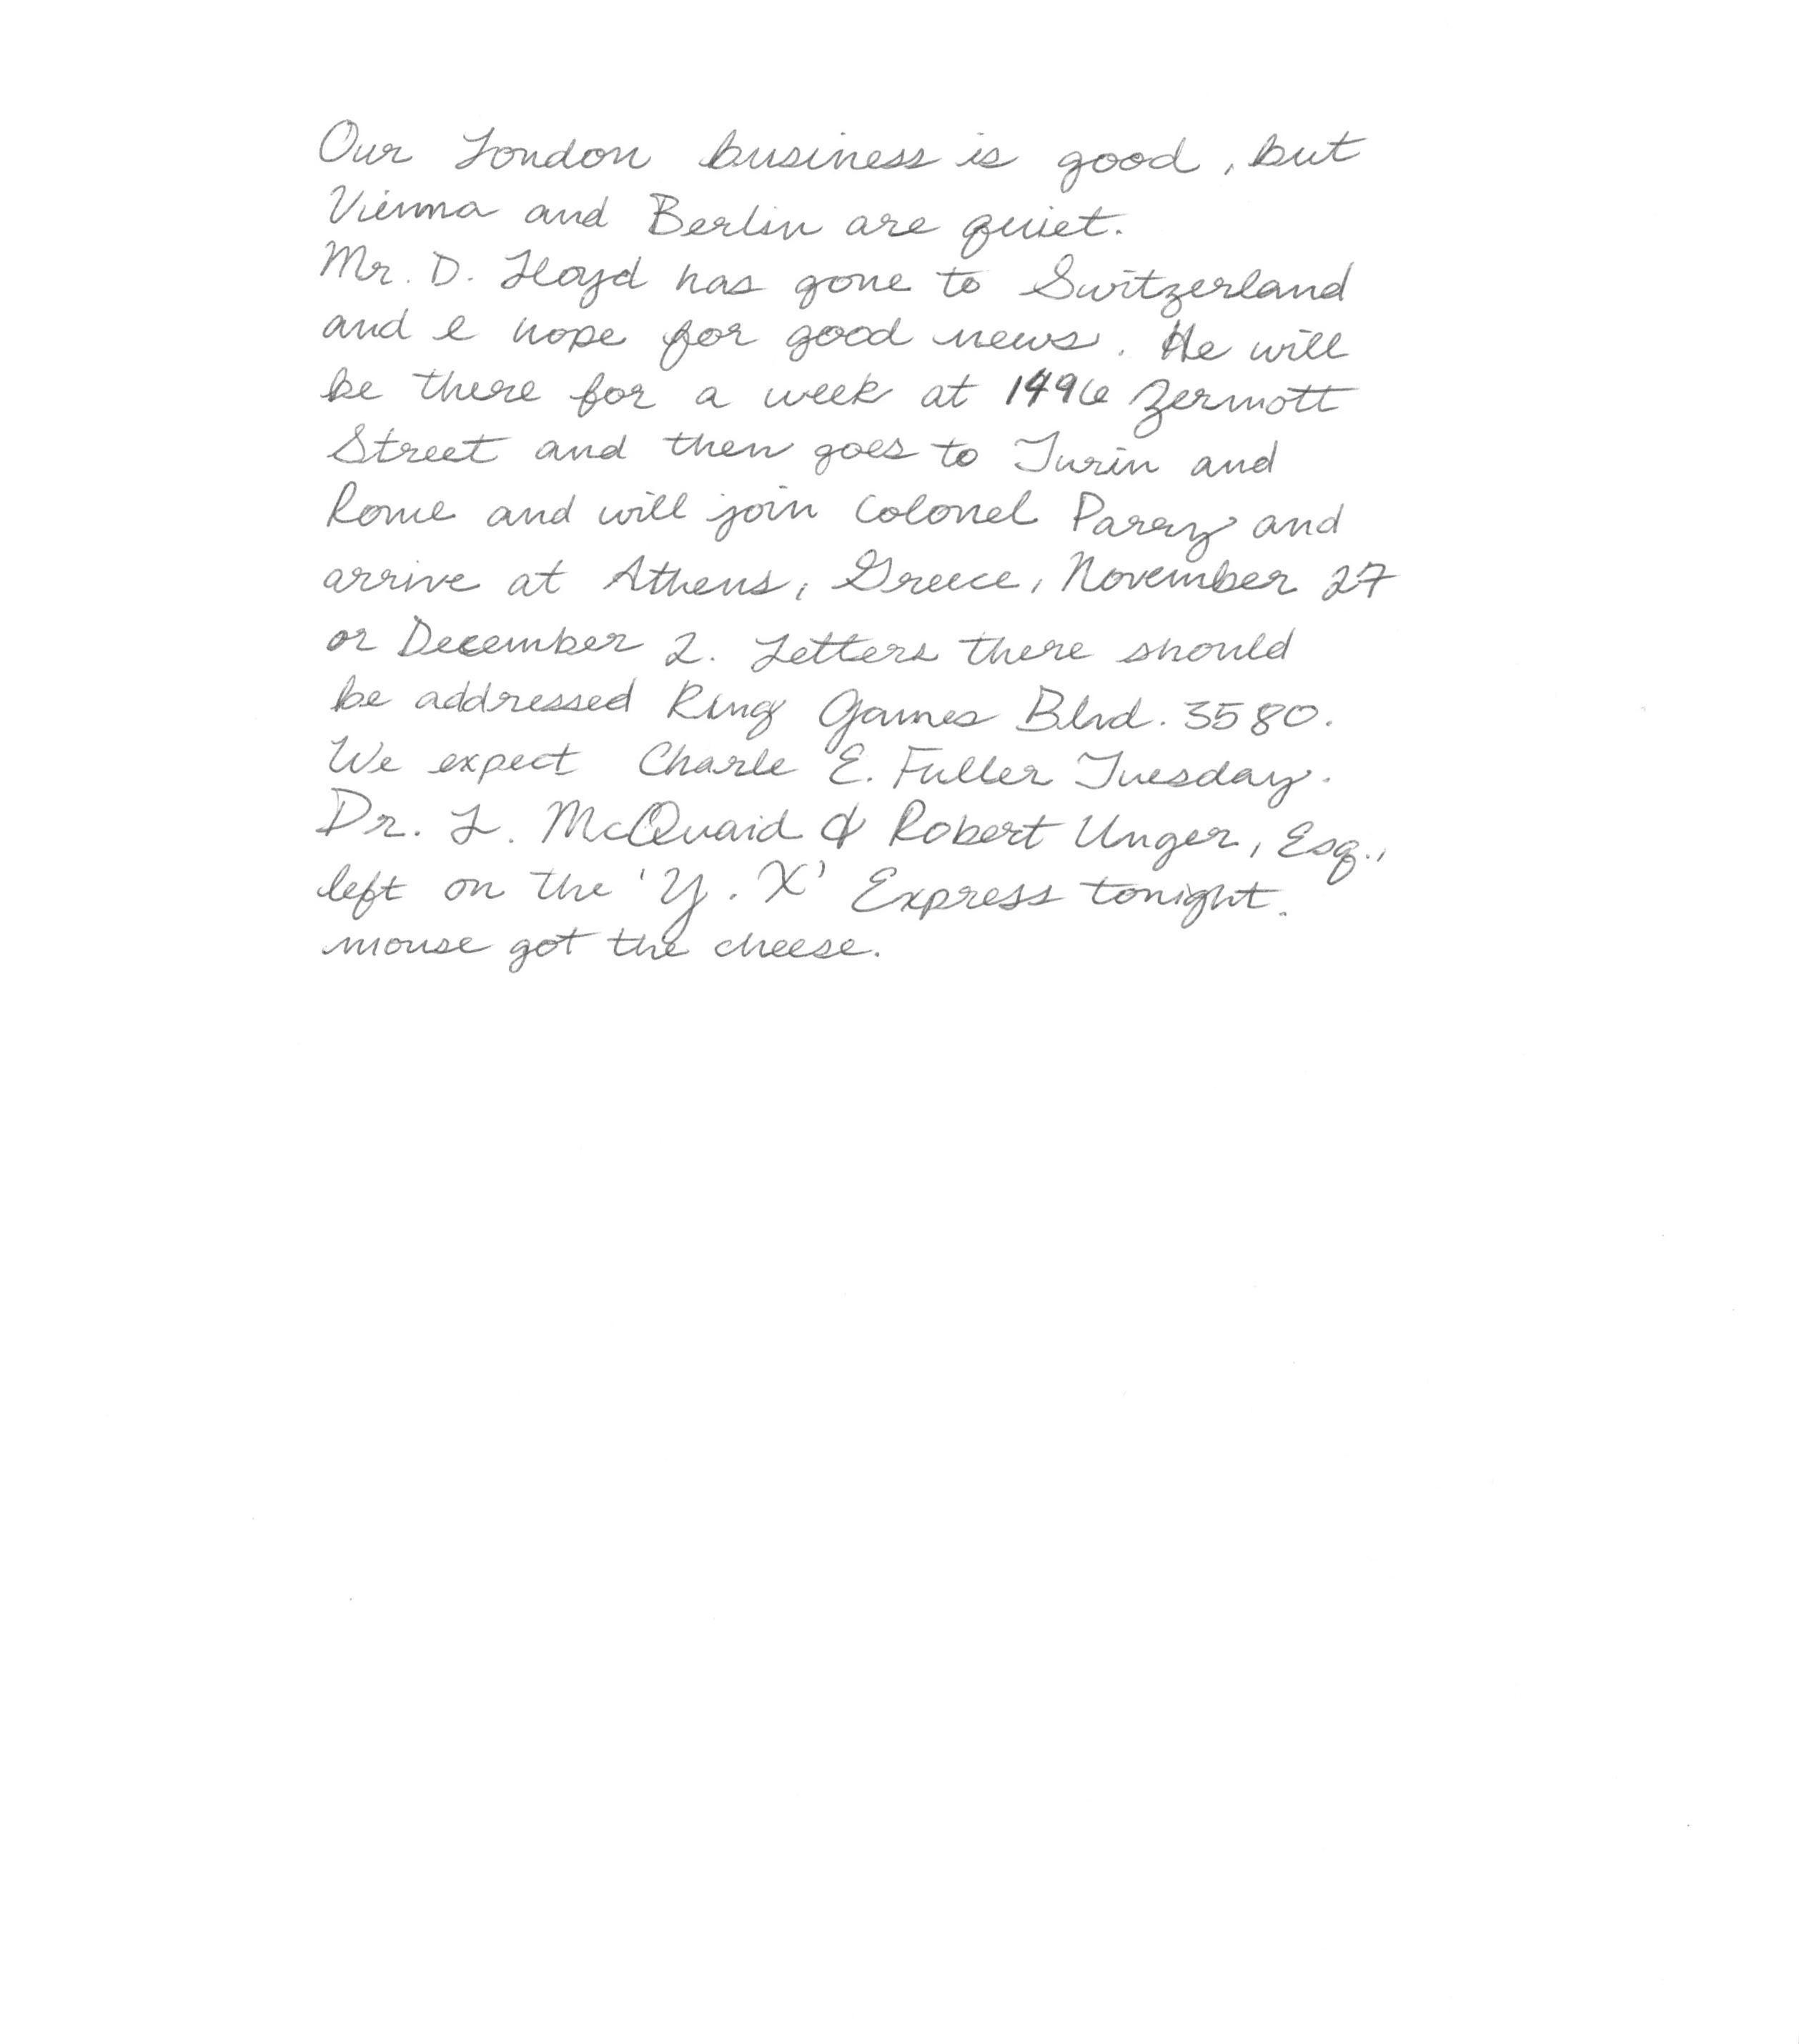 Our London business is good, but
Vienna and Berlin are quiet.
Mr. D. Lloyd has gone to Switzerland
and I hope for good news. He will
be there for a week at 1496 Zermott
Street and then goes to Turin and
Rome and will join Colonel Parry and
arrive at Athens, Greece, November 27
or December 2. Letters there should
be addressed King James Blvd. 3580.
We expect Charle E. Fuller Tuesday.
Dr. L. McQuaid & Robert Unger, Esq.,
left on the 'Y. X' Express tonight.
mouse got the cheese.